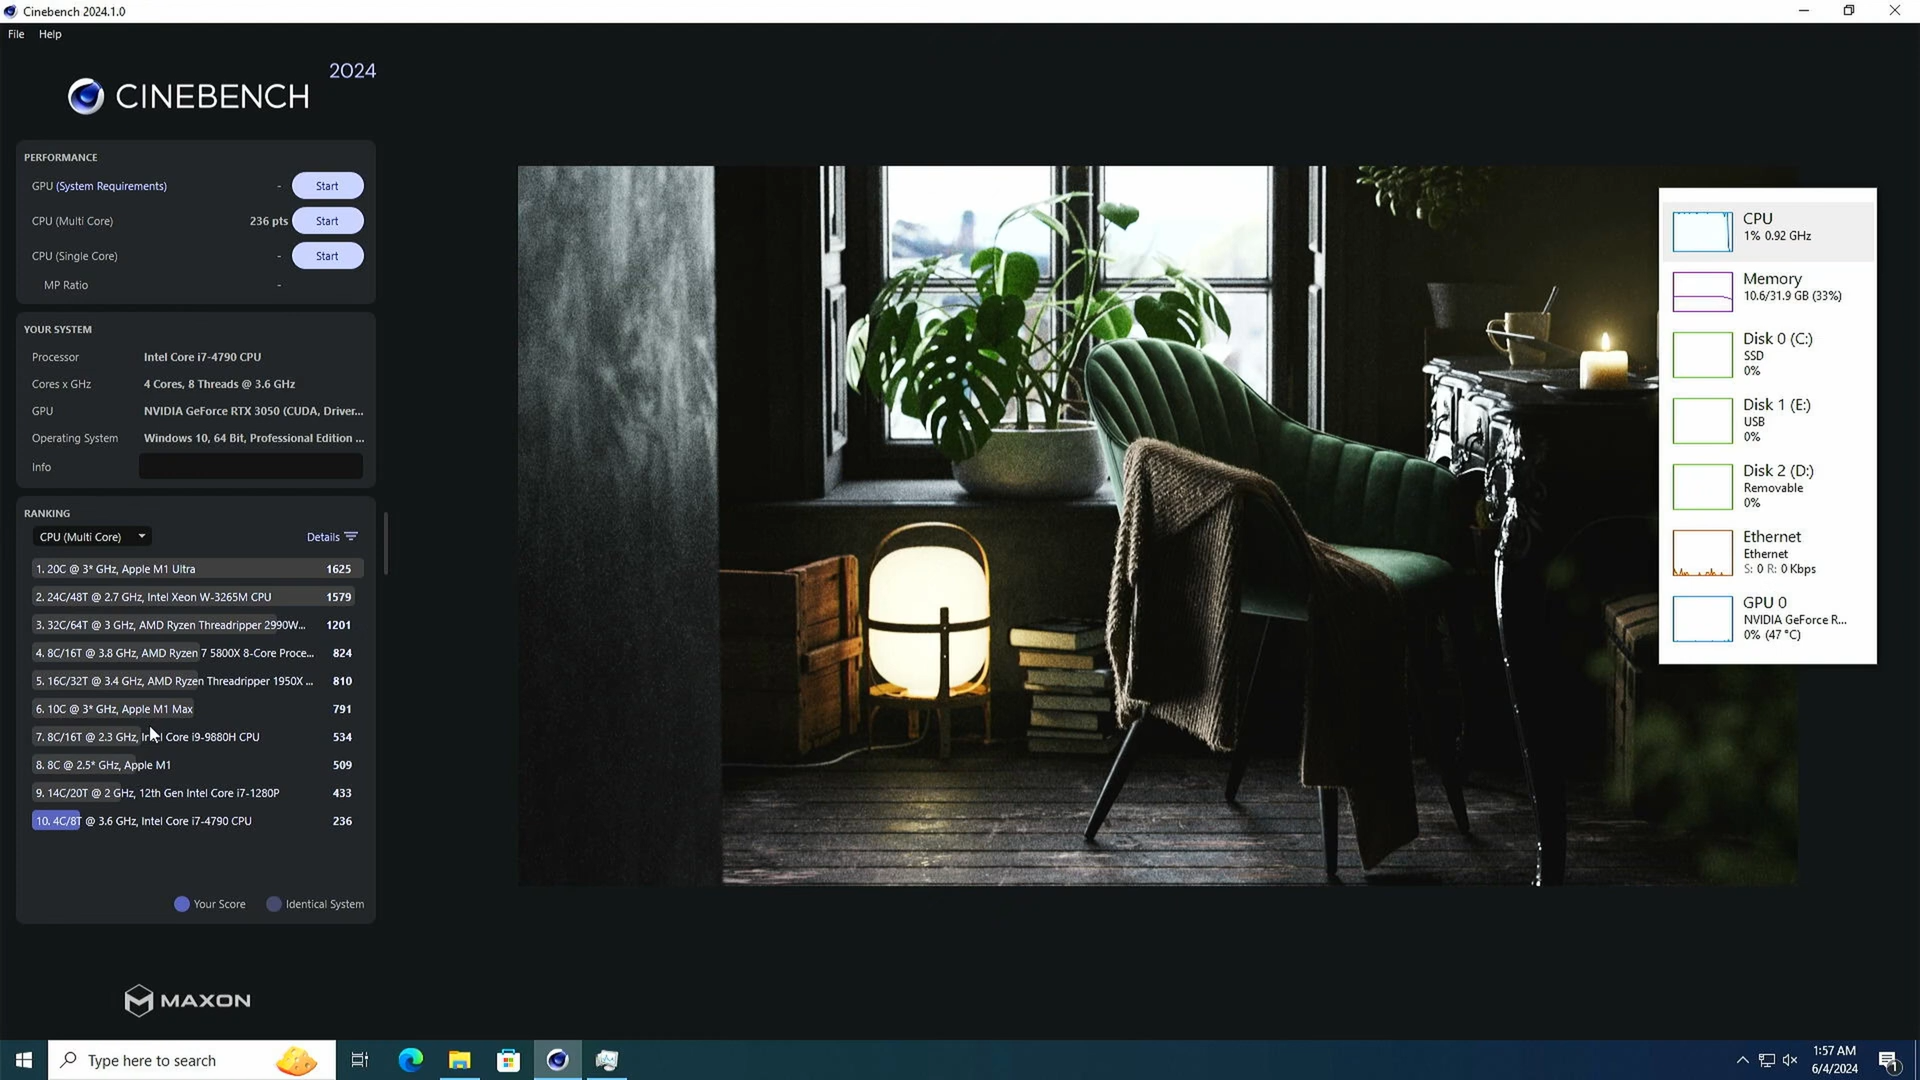 Cinebench 2024.1.0
File Help
CINEBENCH 2024
PERFORMANCE
GPU (System Requirements) - Start
CPU (Multi Core) 236 pts Start
CPU (Single Core) - Start
MP Ratio -
YOUR SYSTEM
Processor Intel Core i7-4790 CPU
Cores x GHz 4 Cores, 8 Threads @ 3.6 GHz
GPU NVIDIA GeForce RTX 3050 (CUDA, Driver...
Operating System Windows 10, 64 Bit, Professional Edition ...
Info
RANKING
CPU (Multi Core) Details
1. 20C @ 3* GHz, Apple M1 Ultra 1625
2. 24C/48T @ 2.7 GHz, Intel Xeon W-3265M CPU 1579
3. 32C/64T @ 3 GHz, AMD Ryzen Threadripper 2990W... 1201
4. 8C/16T @ 3.8 GHz, AMD Ryzen 7 5800X 8-Core Proce... 824
5. 16C/32T @ 3.4 GHz, AMD Ryzen Threadripper 1950X ... 810
6. 10C @ 3* GHz, Apple M1 Max 791
7. 8C/16T @ 2.3 GHz, Intel Core i9-9880H CPU 534
8. 8C @ 2.5* GHz, Apple M1 509
9. 14C/20T @ 2 GHz, 12th Gen Intel Core i7-1280P 433
10. 4C/8T @ 3.6 GHz, Intel Core i7-4790 CPU 236
Your Score Identical System
MAXON
CPU
1% 0.92 GHz
Memory
10.6/31.9 GB (33%)
Disk 0 (C:)
SSD
0%
Disk 1 (E:)
USB
0%
Disk 2 (D:)
Removable
0%
Ethernet
Ethernet
S: 0 R: 0 Kbps
GPU 0
NVIDIA GeForce R...
0% (47 °C)
Type here to search
1:57 AM
6/4/2024
1